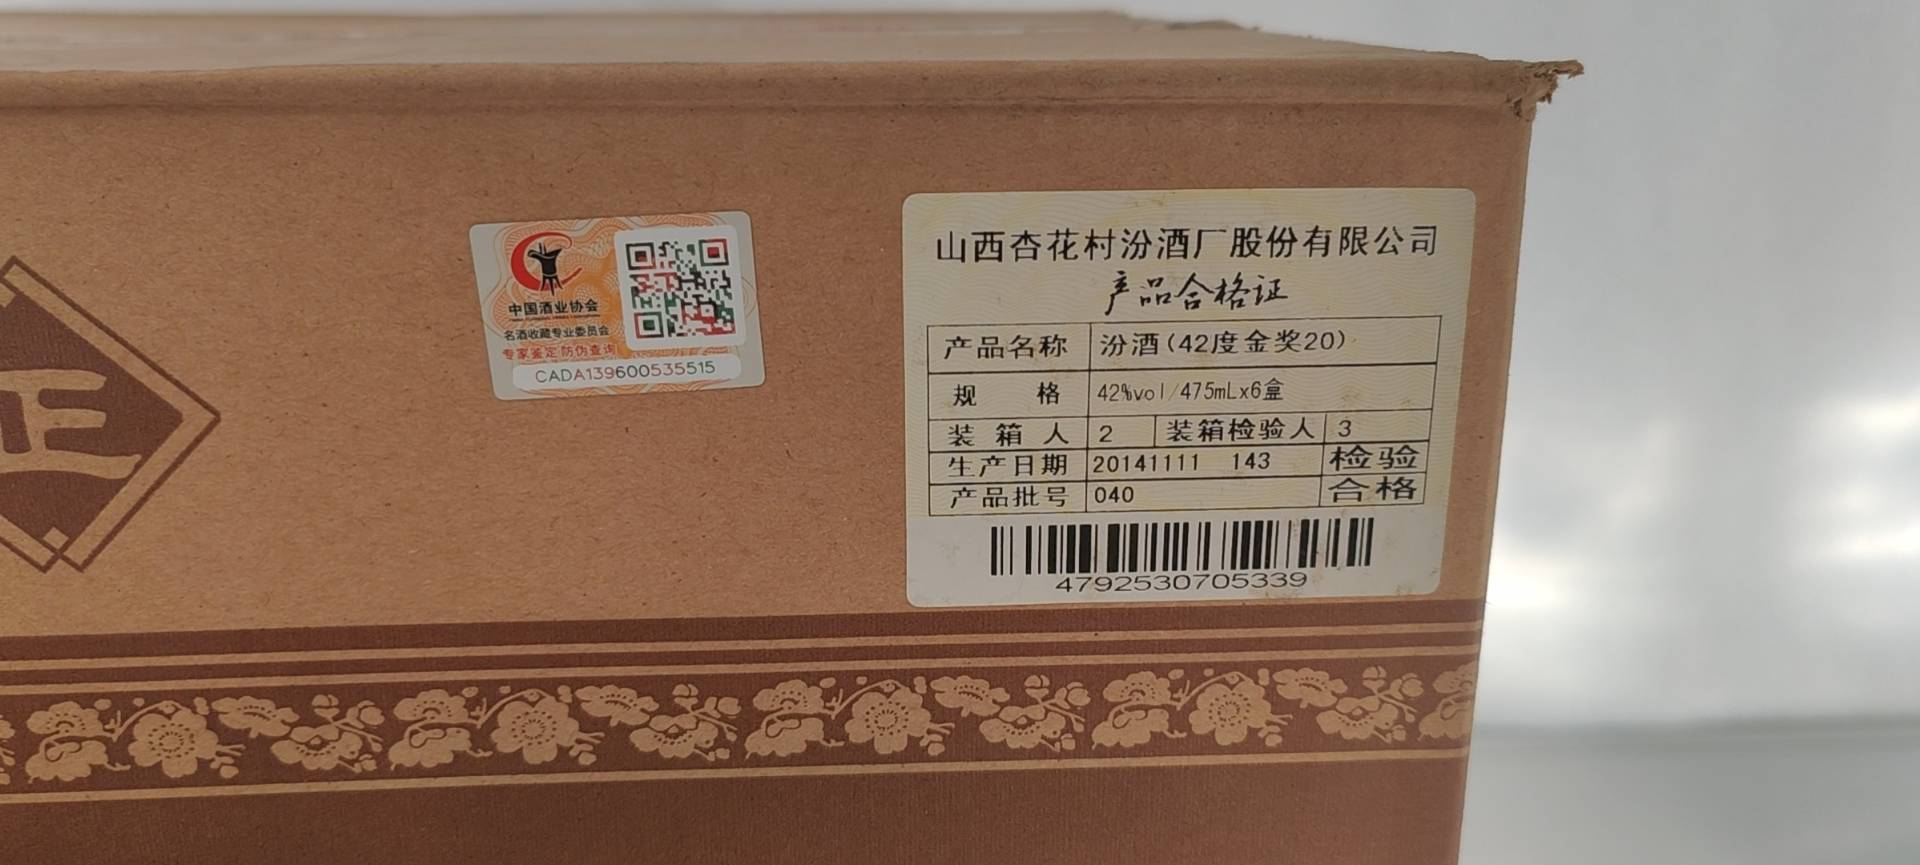 正
中国酒业协会
名酒收藏专业委员会
专家鉴定 防伪查询
CADA139600535515
山西杏花村汾酒厂股份有限公司
产品合格证
产品名称 汾酒(42度金奖20)
规 格 42%vol/475mLx6盒
装箱人 2 装箱检验人 3
生产日期 20141111 143 检验
产品批号 040 合格
4792530705339